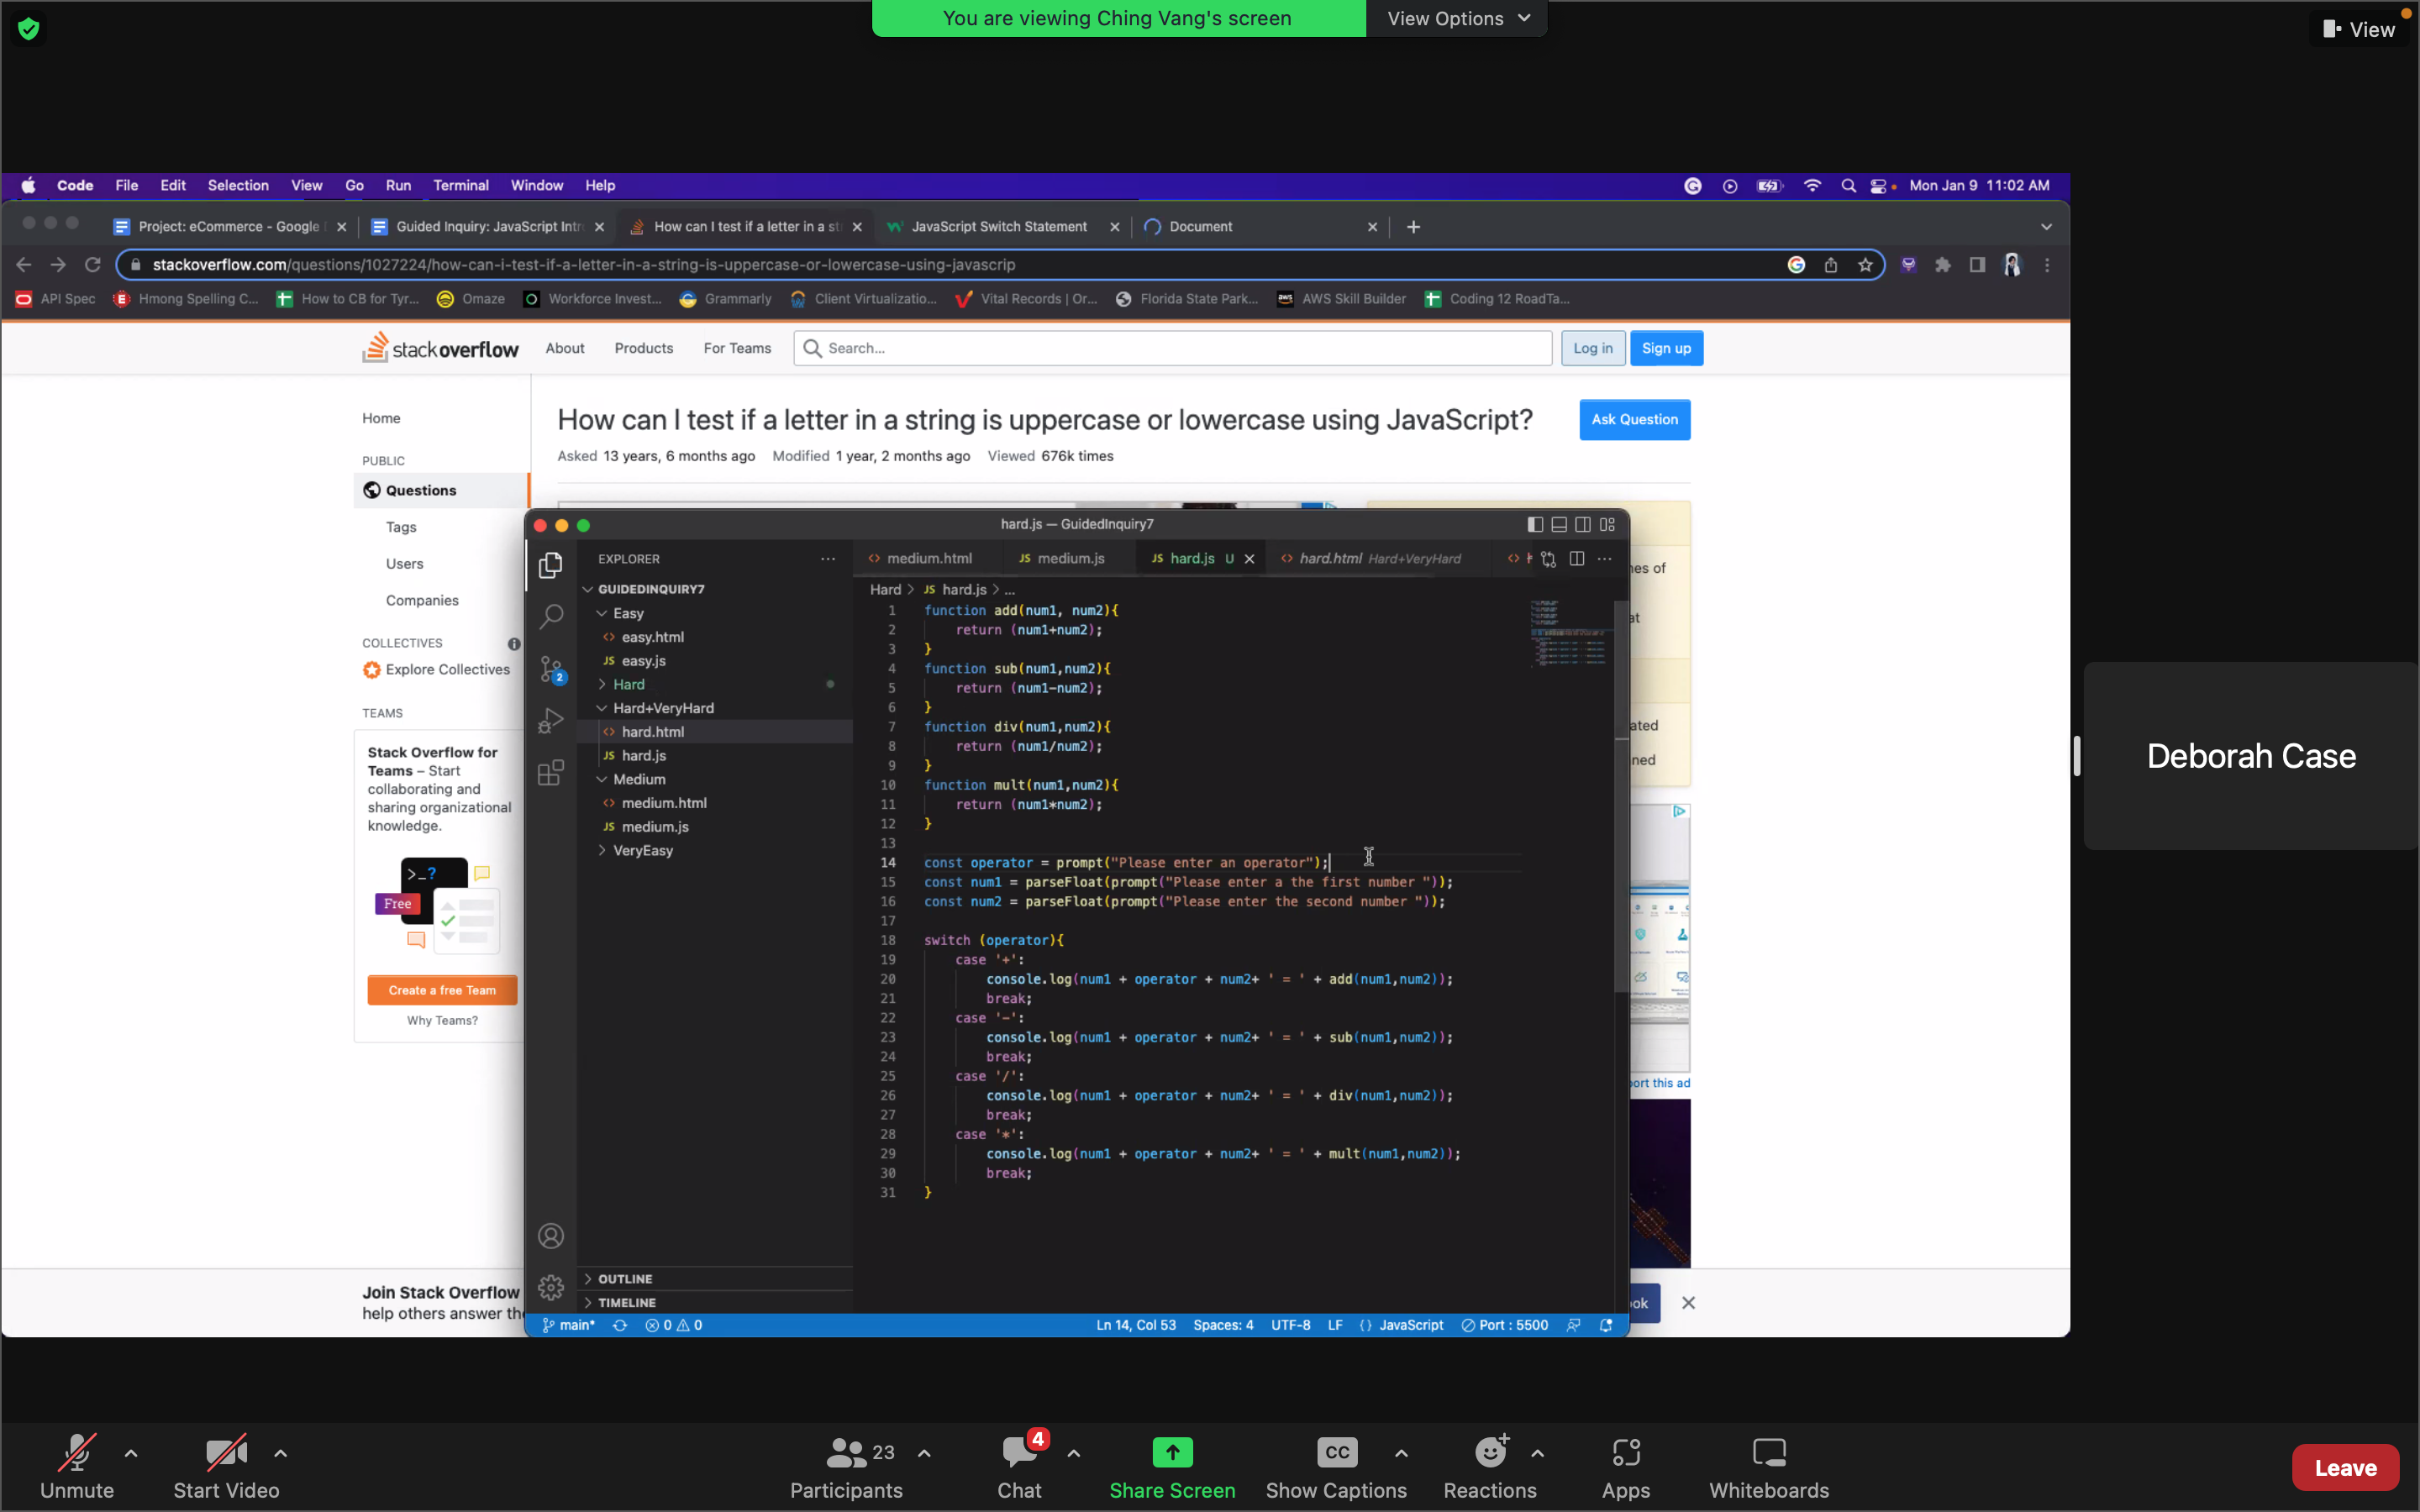 You are viewing Ching Vang's screen
View Options
View
Code File Edit Selection View Go Run Terminal Window Help
Mon Jan 9 11:02 AM
Project: eCommerce - Google
Guided Inquiry: JavaScript Intr
How can I test if a letter in a st
JavaScript Switch Statement
Document
stackoverflow.com/questions/1027224/how-can-i-test-if-a-letter-in-a-string-is-uppercase-or-lowercase-using-javascrip
API Spec
Hmong Spelling C...
How to CB for Tyr...
Omaze
Workforce Invest...
Grammarly
Client Virtualizatio...
Vital Records | Or...
Florida State Park...
AWS Skill Builder
Coding 12 RoadTa...
stackoverflow
About
Products
For Teams
Search...
Log in
Sign up
Home
PUBLIC
Questions
Tags
Users
Companies
COLLECTIVES
Explore Collectives
TEAMS
Stack Overflow for
Teams – Start
collaborating and
sharing organizational
knowledge.
>_?
Free
Create a free Team
Why Teams?
How can I test if a letter in a string is uppercase or lowercase using JavaScript?
Ask Question
Asked 13 years, 6 months ago Modified 1 year, 2 months ago Viewed 676k times
hard.js — GuidedInquiry7
EXPLORER
GUIDEDINQUIRY7
Easy
easy.html
JS easy.js
Hard
Hard+VeryHard
hard.html
JS hard.js
Medium
medium.html
JS medium.js
VeryEasy
2
OUTLINE
TIMELINE
medium.html
JS medium.js
JS hard.js U
hard.html Hard+VeryHard
Hard > JS hard.js > ...
1 function add(num1, num2){
2 return (num1+num2);
3 }
4 function sub(num1,num2){
5 return (num1-num2);
6 }
7 function div(num1,num2){
8 return (num1/num2);
9 }
10 function mult(num1,num2){
11 return (num1*num2);
12 }
13
14 const operator = prompt("Please enter an operator");
15 const num1 = parseFloat(prompt("Please enter a the first number "));
16 const num2 = parseFloat(prompt("Please enter the second number "));
17
18 switch (operator){
19 case '+':
20 console.log(num1 + operator + num2+ ' = ' + add(num1,num2));
21 break;
22 case '-':
23 console.log(num1 + operator + num2+ ' = ' + sub(num1,num2));
24 break;
25 case '/':
26 console.log(num1 + operator + num2+ ' = ' + div(num1,num2));
27 break;
28 case '*':
29 console.log(num1 + operator + num2+ ' = ' + mult(num1,num2));
30 break;
31 }
main* 0 0
Ln 14, Col 53 Spaces: 4 UTF-8 LF {} JavaScript Port : 5500
nes of
at
ated
ned
ort this ad
ok
Join Stack Overflow
help others answer the
Deborah Case
Unmute
Start Video
23
Participants
4
Chat
Share Screen
CC
Show Captions
Reactions
Apps
Whiteboards
Leave